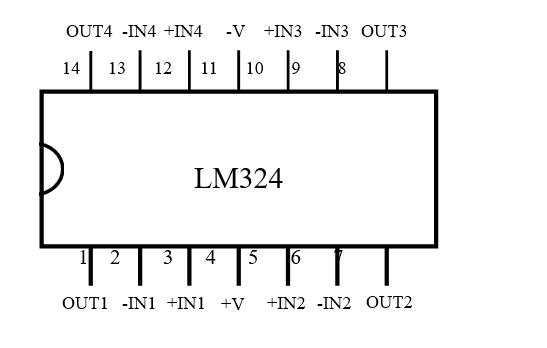 OUT4 -IN4 +IN4 -V +IN3 -IN3 OUT3
14 13 12 11 10 9 8
LM324
1 2 3 4 5 6 7
OUT1 -IN1 +IN1 +V +IN2 -IN2 OUT2